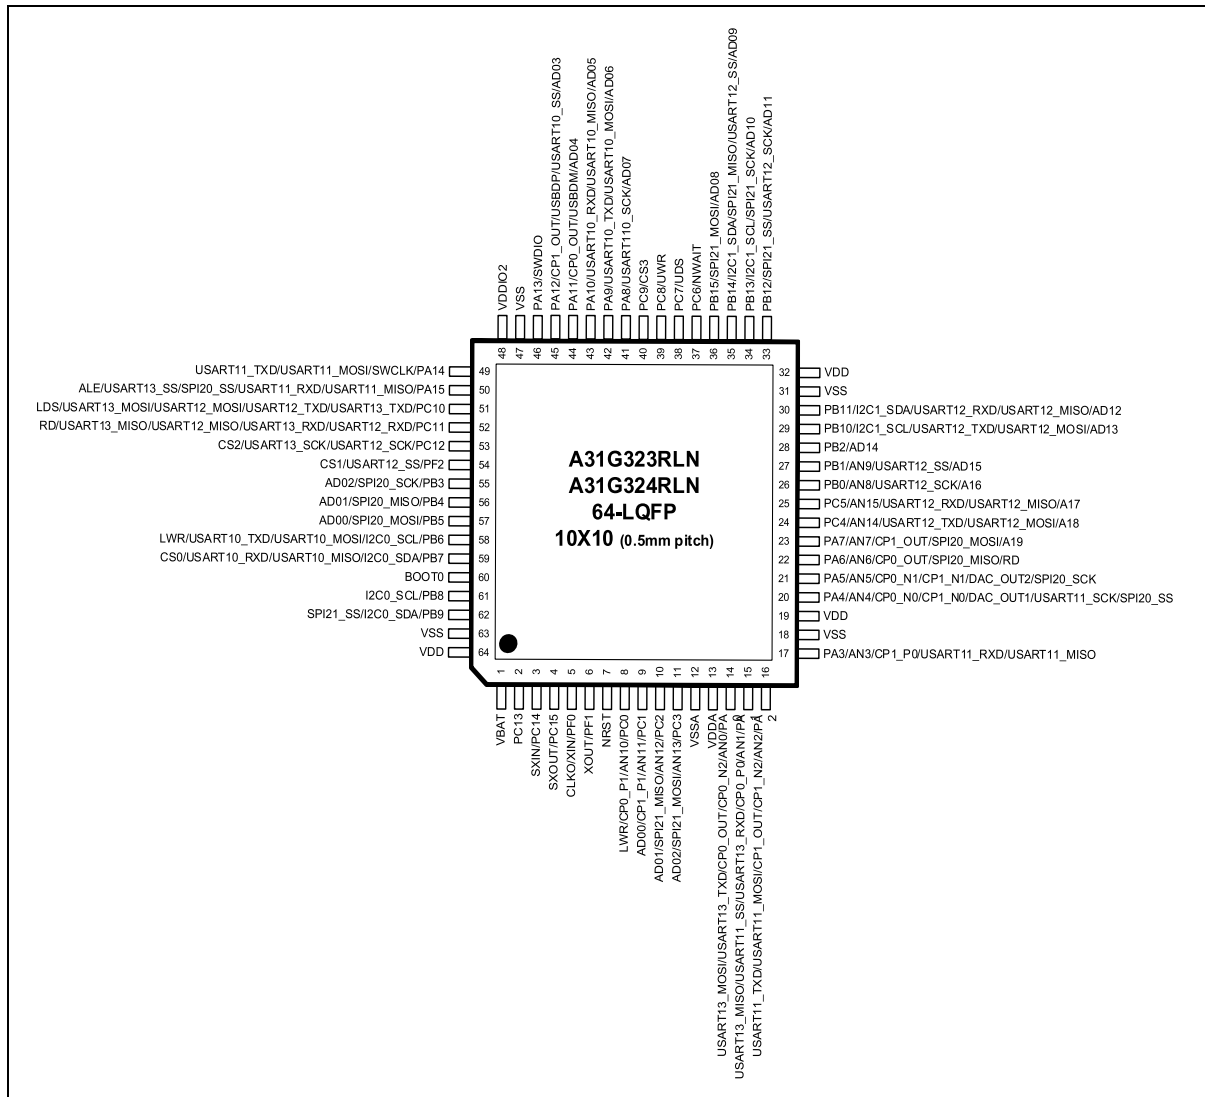 VDDIO2
VSS
PA13/SWDIO
PA12/CP1_OUT/USBDP/USART10_SS/AD03
PA11/CP0_OUT/USBDM/AD04
PA10/USART10_RXD/USART10_MISO/AD05
PA9/USART10_TXD/USART10_MOSI/AD06
PA8/USART110_SCK/AD07
PC9/CS3
PC8/UWR
PC7/UDS
PC6/NWAIT
PB15/SPI21_MOSI/AD08
PB14/I2C1_SDA/SPI21_MISO/USART12_SS/AD09
PB13/I2C1_SCL/SPI21_SCK/AD10
PB12/SPI21_SS/USART12_SCK/AD11
48 47 46 45 44 43 42 41 40 39 38 37 36 35 34 33
USART11_TXD/USART11_MOSI/SWCLK/PA14 49
ALE/USART13_SS/SPI20_SS/USART11_RXD/USART11_MISO/PA15 50
LDS/USART13_MOSI/USART12_MOSI/USART12_TXD/USART13_TXD/PC10 51
RD/USART13_MISO/USART12_MISO/USART13_RXD/USART12_RXD/PC11 52
CS2/USART13_SCK/USART12_SCK/PC12 53
CS1/USART12_SS/PF2 54
AD02/SPI20_SCK/PB3 55
AD01/SPI20_MISO/PB4 56
AD00/SPI20_MOSI/PB5 57
LWR/USART10_TXD/USART10_MOSI/I2C0_SCL/PB6 58
CS0/USART10_RXD/USART10_MISO/I2C0_SDA/PB7 59
BOOT0 60
I2C0_SCL/PB8 61
SPI21_SS/I2C0_SDA/PB9 62
VSS 63
VDD 64
A31G323RLN
A31G324RLN
64-LQFP
10X10 (0.5mm pitch)
32 VDD
31 VSS
30 PB11/I2C1_SDA/USART12_RXD/USART12_MISO/AD12
29 PB10/I2C1_SCL/USART12_TXD/USART12_MOSI/AD13
28 PB2/AD14
27 PB1/AN9/USART12_SS/AD15
26 PB0/AN8/USART12_SCK/A16
25 PC5/AN15/USART12_RXD/USART12_MISO/A17
24 PC4/AN14/USART12_TXD/USART12_MOSI/A18
23 PA7/AN7/CP1_OUT/SPI20_MOSI/A19
22 PA6/AN6/CP0_OUT/SPI20_MISO/RD
21 PA5/AN5/CP0_N1/CP1_N1/DAC_OUT2/SPI20_SCK
20 PA4/AN4/CP0_N0/CP1_N0/DAC_OUT1/USART11_SCK/SPI20_SS
19 VDD
18 VSS
17 PA3/AN3/CP1_P0/USART11_RXD/USART11_MISO
1 2 3 4 5 6 7 8 9 10 11 12 13 14 15 16
VBAT
PC13
SXIN/PC14
SXOUT/PC15
CLKO/XIN/PF0
XOUT/PF1
NRST
LWR/CP0_P1/AN10/PC0
AD00/CP1_P1/AN11/PC1
AD01/SPI21_MISO/AN12/PC2
AD02/SPI21_MOSI/AN13/PC3
VSSA
VDDA
USART13_MOSI/USART13_TXD/CP0_OUT/CP0_N2/AN0/PA
0
USART13_MISO/USART11_SS/USART13_RXD/CP0_P0/AN1/PA
1
USART11_TXD/USART11_MOSI/CP1_OUT/CP1_N2/AN2/PA
2